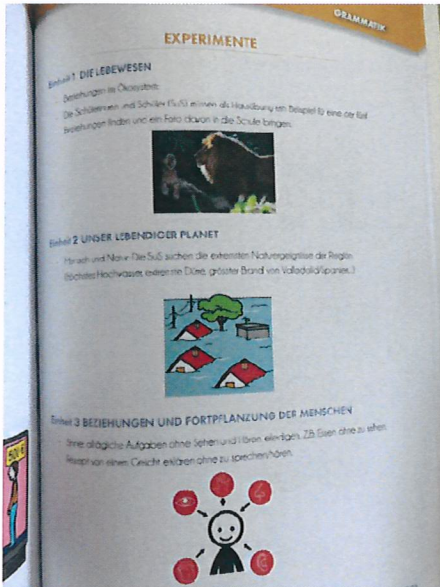 GRAMMATIK
EXPERIMENTE
Einheit 1 DIE LEBEWESEN
Beziehungen im Ökosystem:
Die Schülerinnen und Schüler (SuS) müssen als Hausübung ein Beispiel für eine der fünf
Beziehungen finden und ein Foto davon in die Schule bringen.
Einheit 2 UNSER LEBENDIGER PLANET
Mensch und Natur: Die SuS suchen die extremsten Naturereignisse der Region
(höchstes Hochwasser, extremste Dürre, grösster Brand von Valladolid/Spanien...)
Einheit 3 BEZIEHUNGEN UND FORTPFLANZUNG DER MENSCHEN
Ohne alltägliche Aufgaben ohne Sehen und Hören erledigen. Z.B. Essen ohne zu sehen.
Rezept von einem Gericht erklären ohne zu sprechen/hören.
500 €